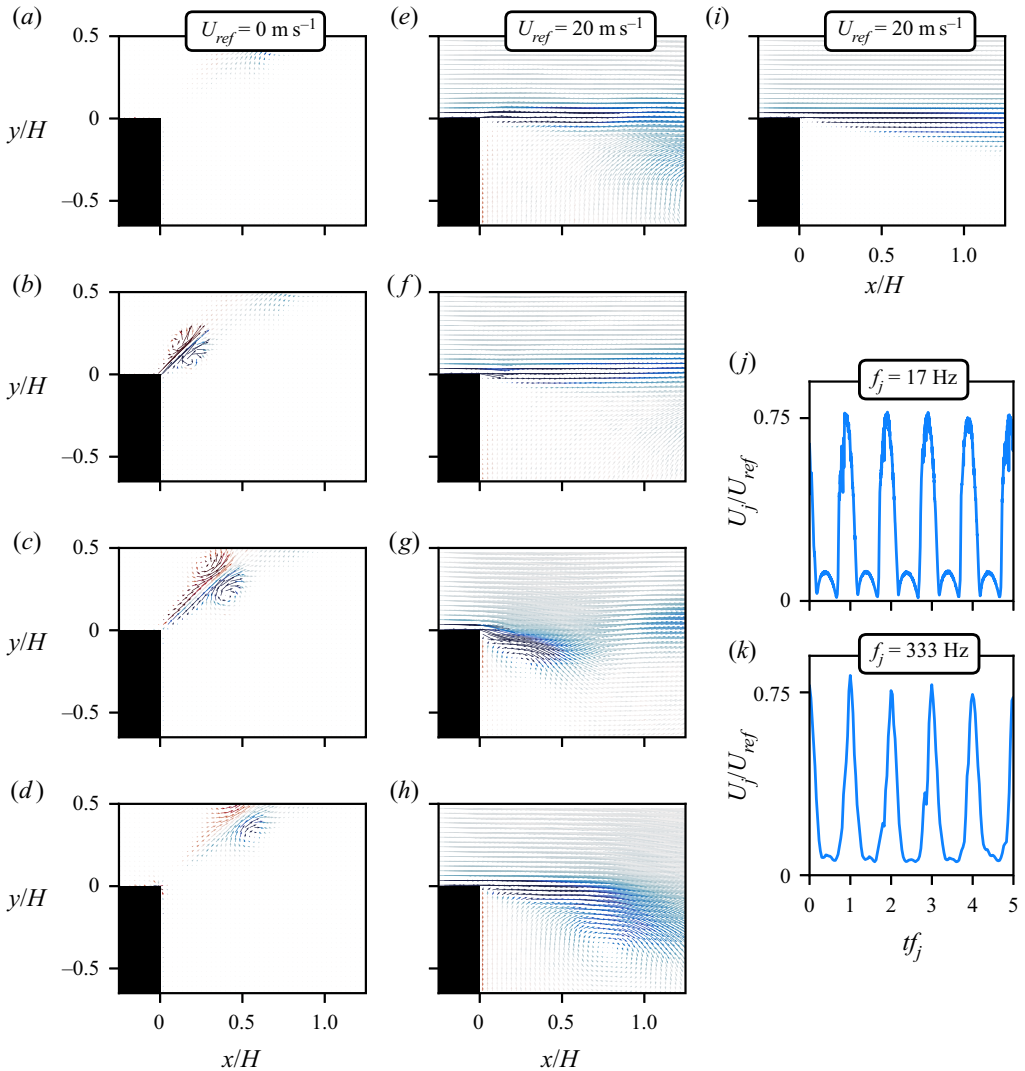 (a) U_ref = 0 m s⁻¹ (e) U_ref = 20 m s⁻¹ (i) U_ref = 20 m s⁻¹
0.5
y/H 0
–0.5
0 0.5 1.0
x/H
(b) (f)
0.5
y/H 0
–0.5
(j) f_j = 17 Hz
0.75
U_j/U_ref
0
(c) (g)
0.5
y/H 0
–0.5
(k) f_j = 333 Hz
0.75
U_j/U_ref
0
0 1 2 3 4 5
tf_j
(d) (h)
0.5
y/H 0
–0.5
0 0.5 1.0 0 0.5 1.0
x/H x/H